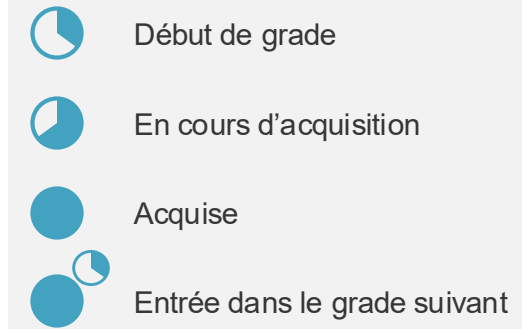 Début de grade
En cours d’acquisition
Acquise
Entrée dans le grade suivant